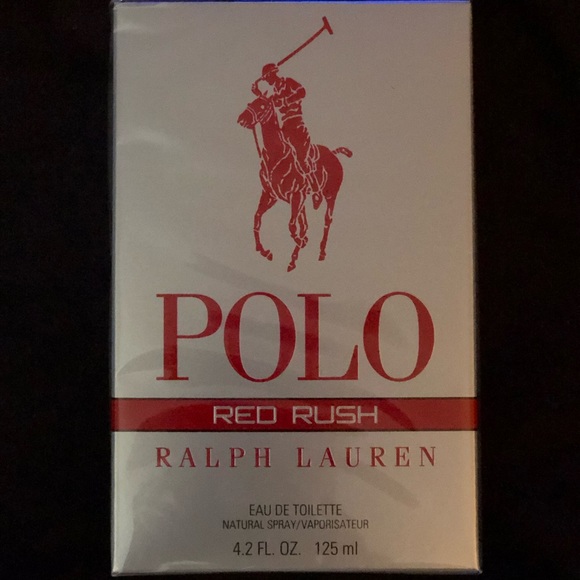 POLO
RED RUSH
RALPH LAUREN
EAU DE TOILETTE
NATURAL SPRAY/VAPORISATEUR
4.2 FL. OZ. 125 ml